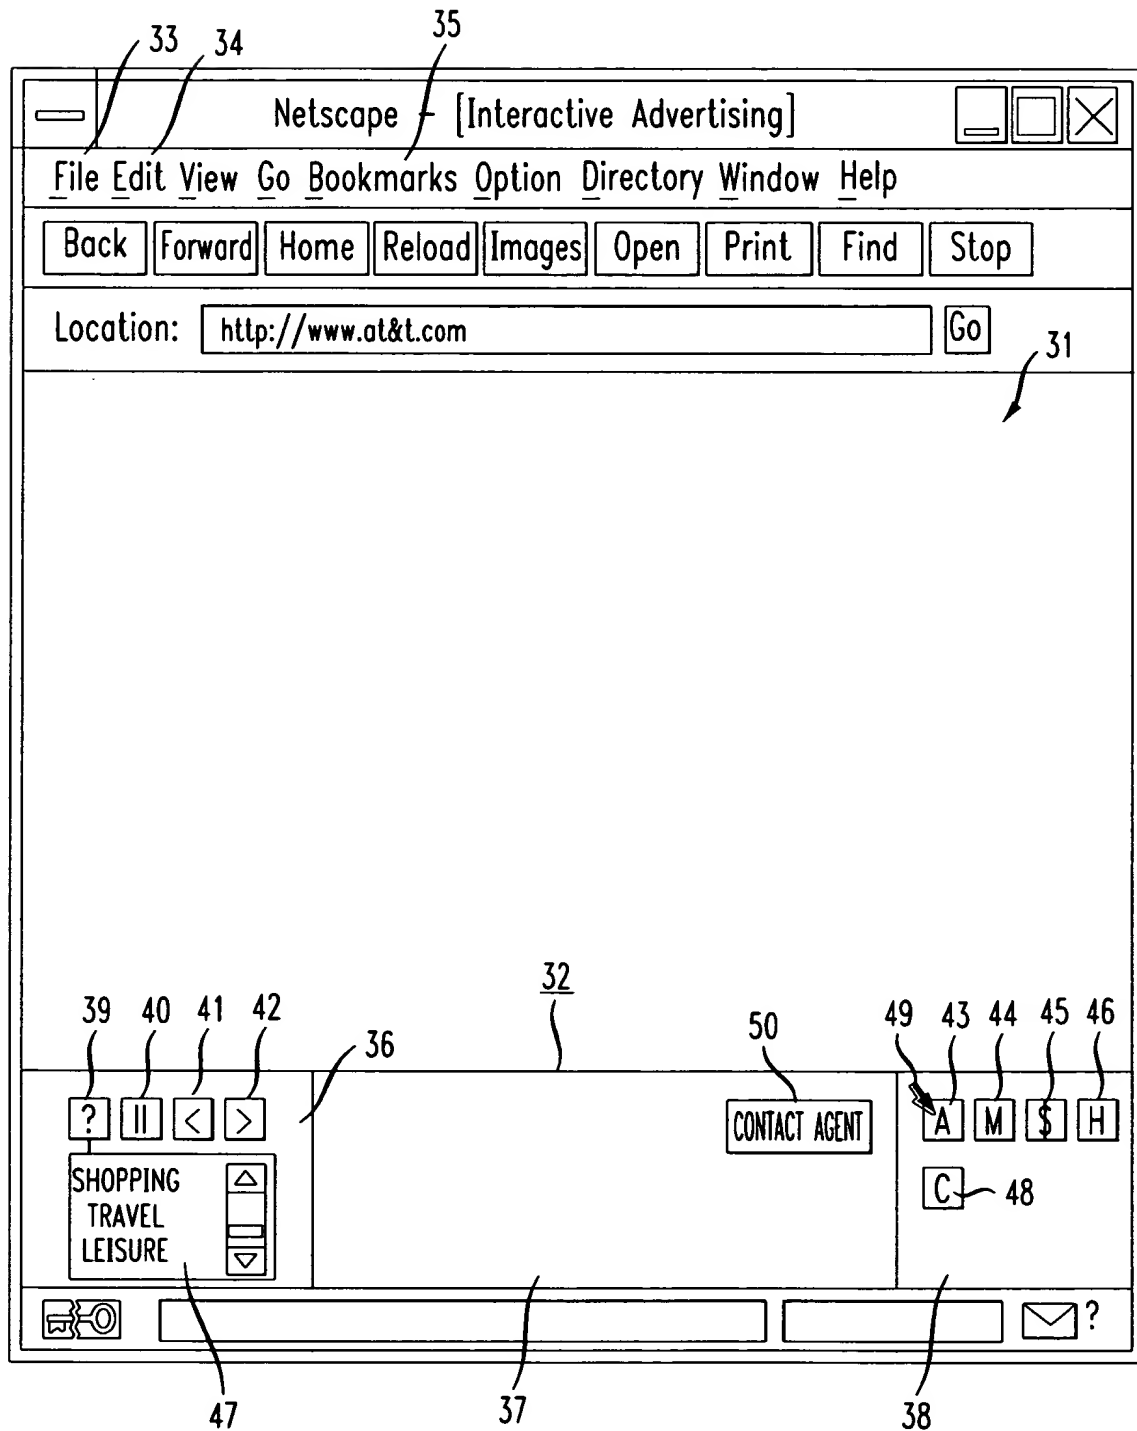 33 34 35
Netscape - [Interactive Advertising]
File Edit View Go Bookmarks Option Directory Window Help
Back Forward Home Reload Images Open Print Find Stop
Location: http://www.at&t.com Go
31
32
39 40 41 42 36 50 49 43 44 45 46
? || < > CONTACT AGENT A M $ H
SHOPPING
TRAVEL
LEISURE
C 48
?
47 37 38